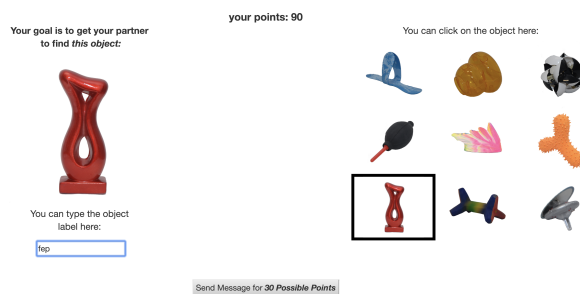 your points: 90
Your goal is to get your partner
to find this object:
You can click on the object here:
You can type the object
label here:
fep
Send Message for 30 Possible Points